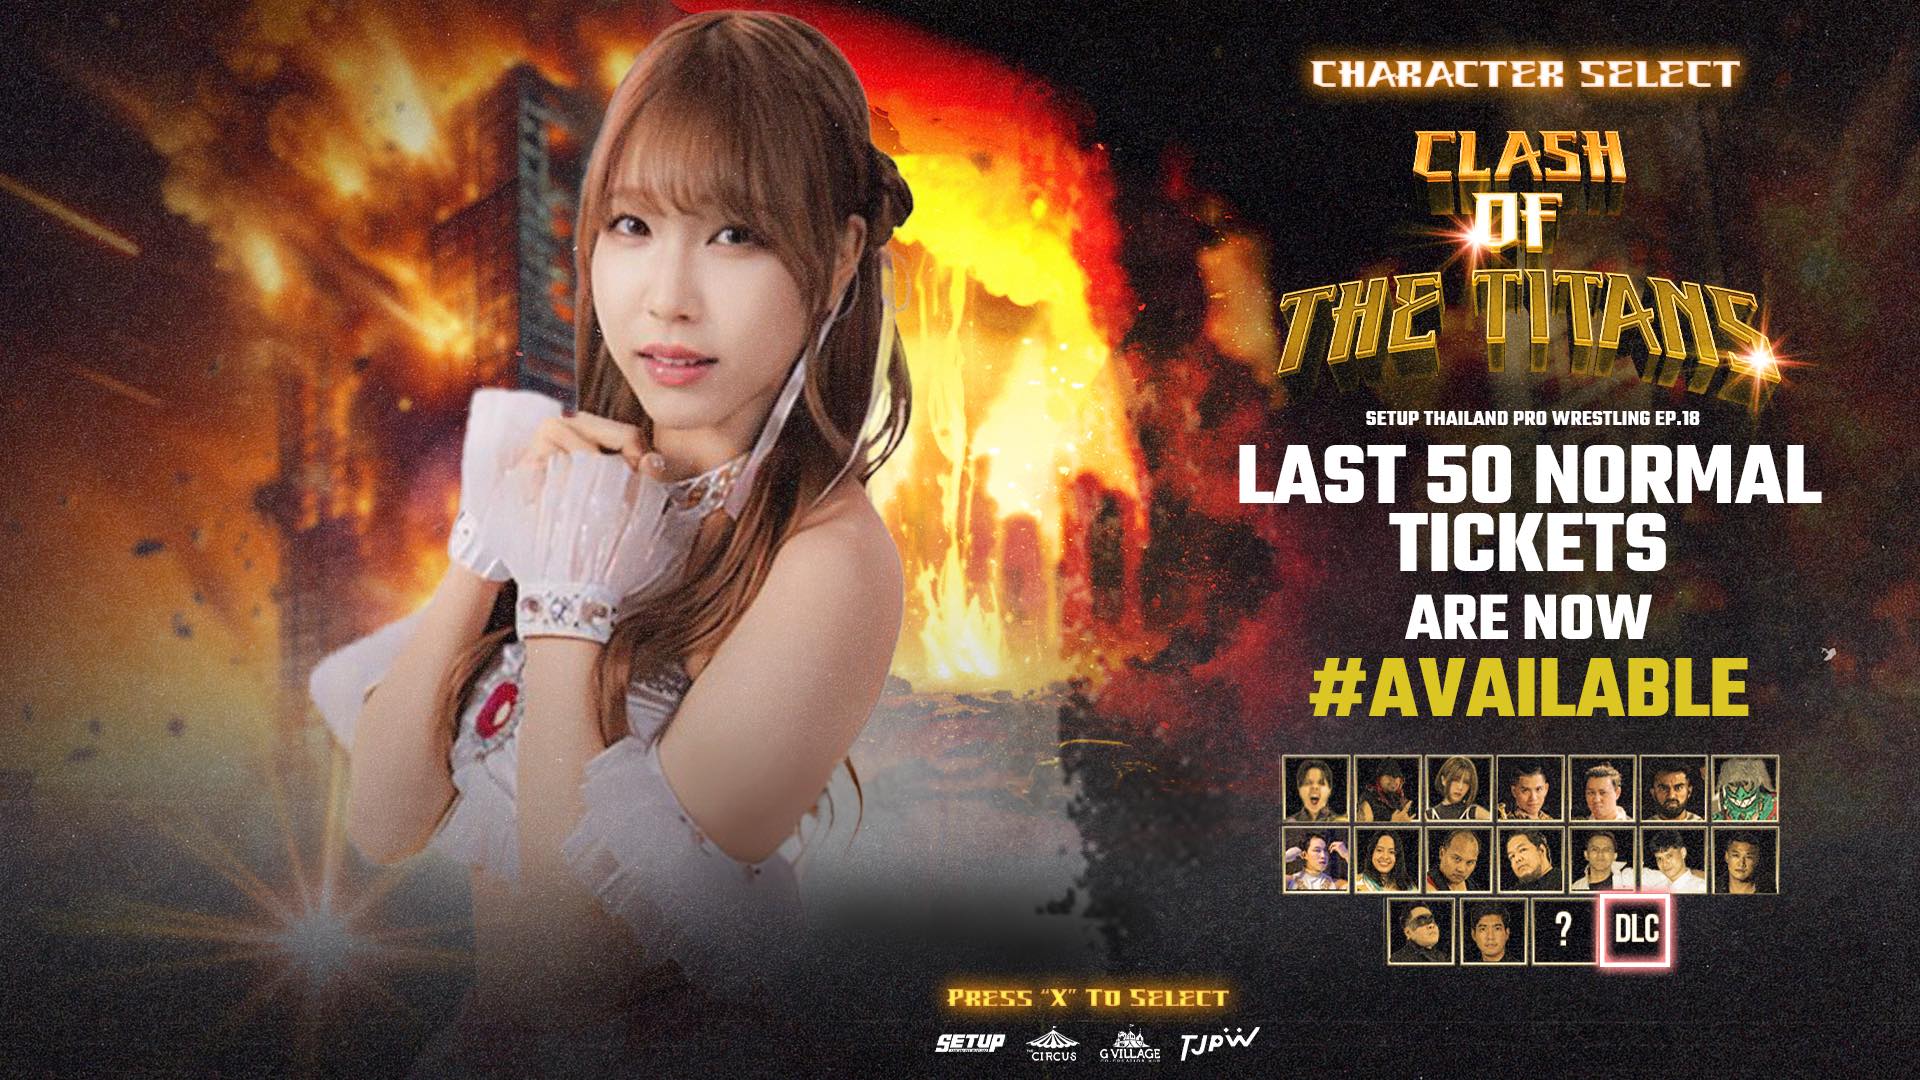 CHARACTER SELECT
CLASH
OF
THE TITANS
SETUP THAILAND PRO WRESTLING EP.18
LAST 50 NORMAL
TICKETS
ARE NOW
#AVAILABLE
? DLC
PRESS "X" TO SELECT
SETUP THE CIRCUS G VILLAGE TJPW